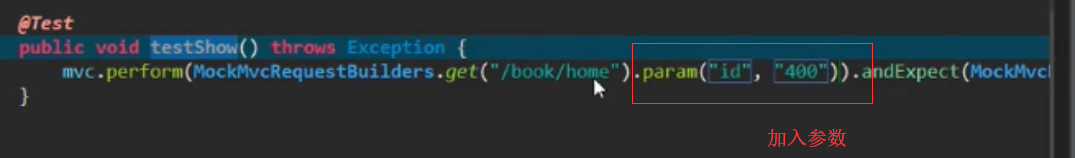 @Test
public void testShow() throws Exception {
mvc.perform(MockMvcRequestBuilders.get("/book/home").param("id", "400")).andExpect(MockMvc
}
加入参数